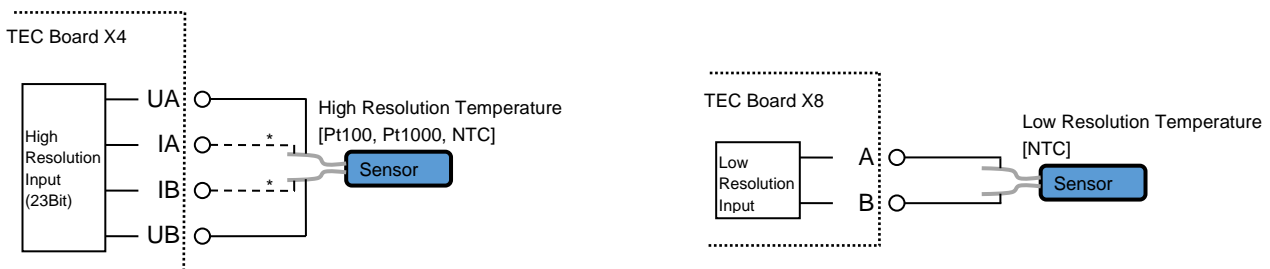 TEC Board X4
High
Resolution
Input
(23Bit)
UA
IA
IB
UB
*
*
High Resolution Temperature
[Pt100, Pt1000, NTC]
Sensor
TEC Board X8
Low
Resolution
Input
A
B
Low Resolution Temperature
[NTC]
Sensor